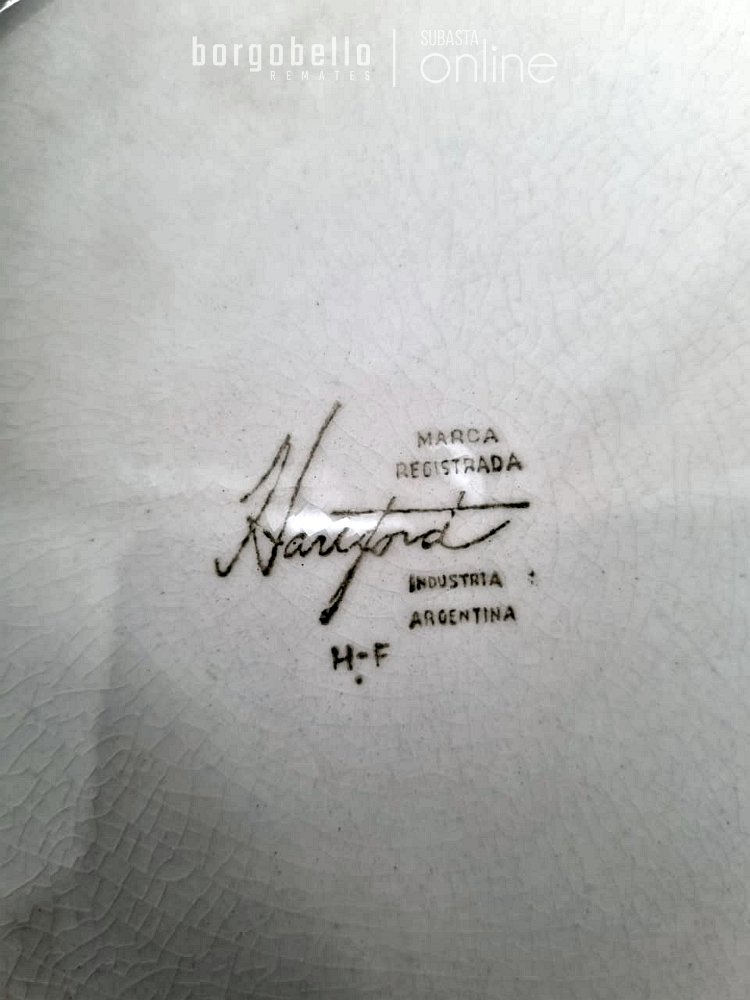 borgobello
REMATES
SUBASTA
online
MARCA
REGISTRADA
Hartford
INDUSTRIA
ARGENTINA
H-F